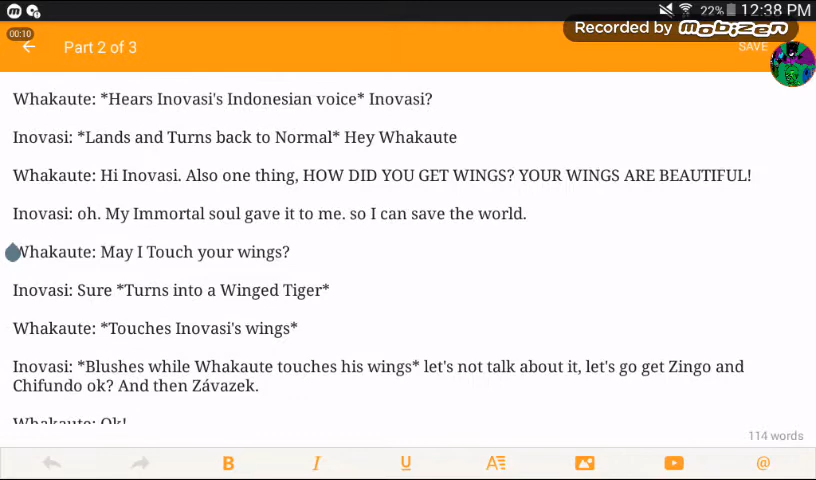 22% 12:38 PM
Recorded by mobizen
00:10
Part 2 of 3
SAVE
Whakaute: *Hears Inovasi's Indonesian voice* Inovasi?
Inovasi: *Lands and Turns back to Normal* Hey Whakaute
Whakaute: Hi Inovasi. Also one thing, HOW DID YOU GET WINGS? YOUR WINGS ARE BEAUTIFUL!
Inovasi: oh. My Immortal soul gave it to me. so I can save the world.
Whakaute: May I Touch your wings?
Inovasi: Sure *Turns into a Winged Tiger*
Whakaute: *Touches Inovasi's wings*
Inovasi: *Blushes while Whakaute touches his wings* let's not talk about it, let's go get Zingo and
Chifundo ok? And then Závazek.
Whakaute: Ok!
114 words
B I U A @